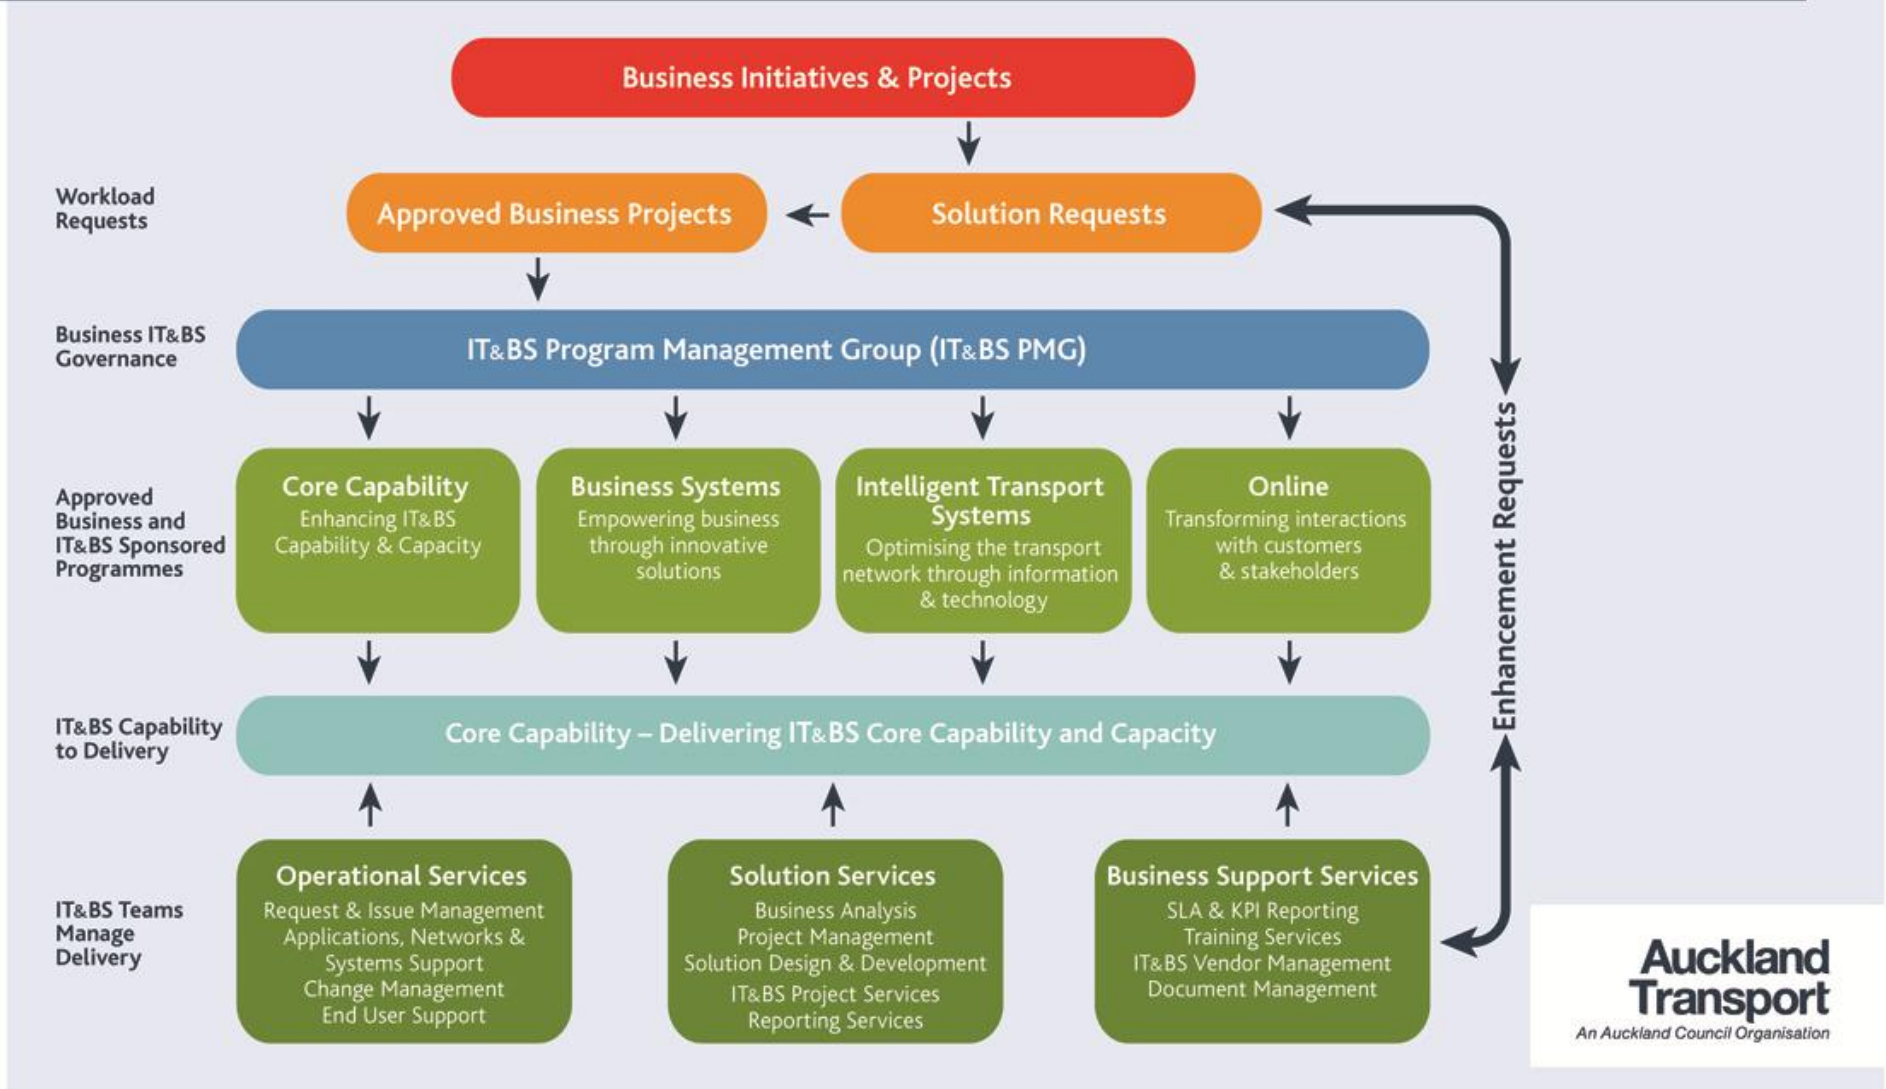 Business Initiatives & Projects
Workload
Requests
Approved Business Projects
Solution Requests
Business IT&BS
Governance
IT&BS Program Management Group (IT&BS PMG)
Approved
Business and
IT&BS Sponsored
Programmes
Core Capability
Enhancing IT&BS
Capability & Capacity
Business Systems
Empowering business
through innovative
solutions
Intelligent Transport
Systems
Optimising the transport
network through information
& technology
Online
Transforming interactions
with customers
& stakeholders
Enhancement Requests
IT&BS Capability
to Delivery
Core Capability – Delivering IT&BS Core Capability and Capacity
IT&BS Teams
Manage
Delivery
Operational Services
Request & Issue Management
Applications, Networks &
Systems Support
Change Management
End User Support
Solution Services
Business Analysis
Project Management
Solution Design & Development
IT&BS Project Services
Reporting Services
Business Support Services
SLA & KPI Reporting
Training Services
IT&BS Vendor Management
Document Management
Auckland
Transport
An Auckland Council Organisation